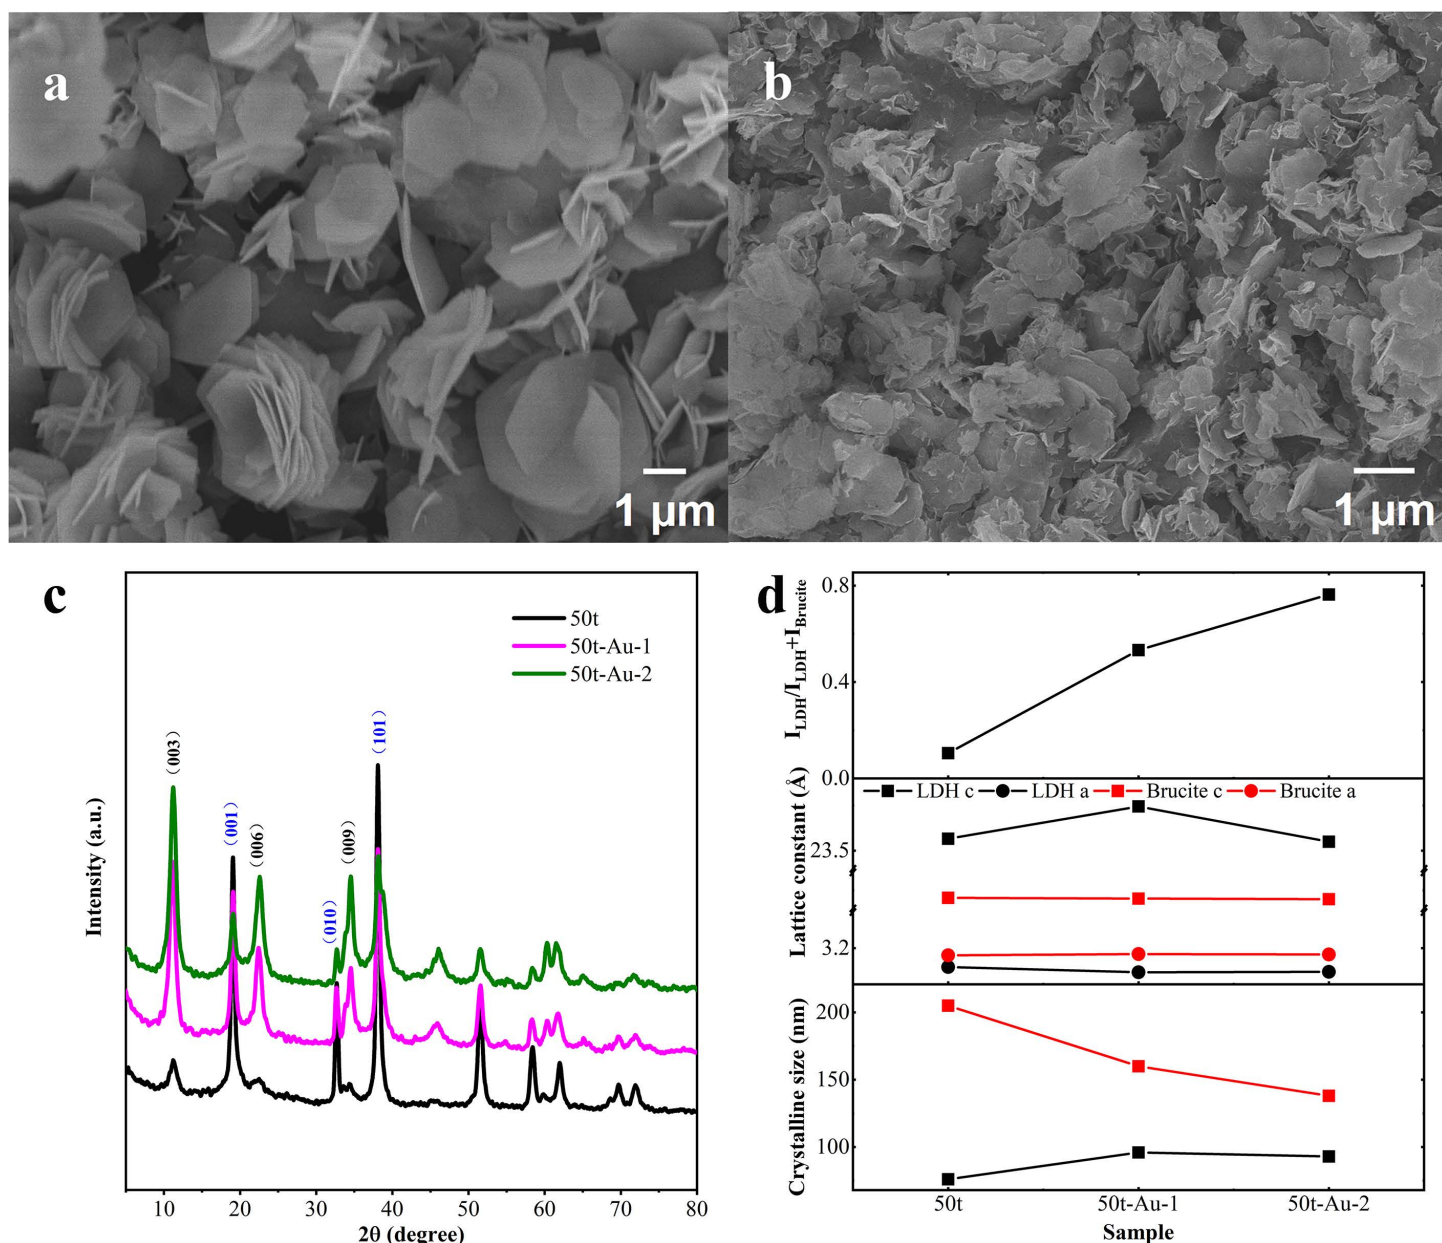 a
1 μm
b
1 μm
c
50t
50t-Au-1
50t-Au-2
(003)
(001)
(006)
(010)
(009)
(101)
Intensity (a.u.)
10 20 30 40 50 60 70 80
2θ (degree)
d
I_LDH/I_LDH+I_Brucite
0.8
0.4
0.0
LDH c LDH a Brucite c Brucite a
Lattice constant (Å)
23.5
3.2
Crystalline size (nm)
200
150
100
50t 50t-Au-1 50t-Au-2
Sample